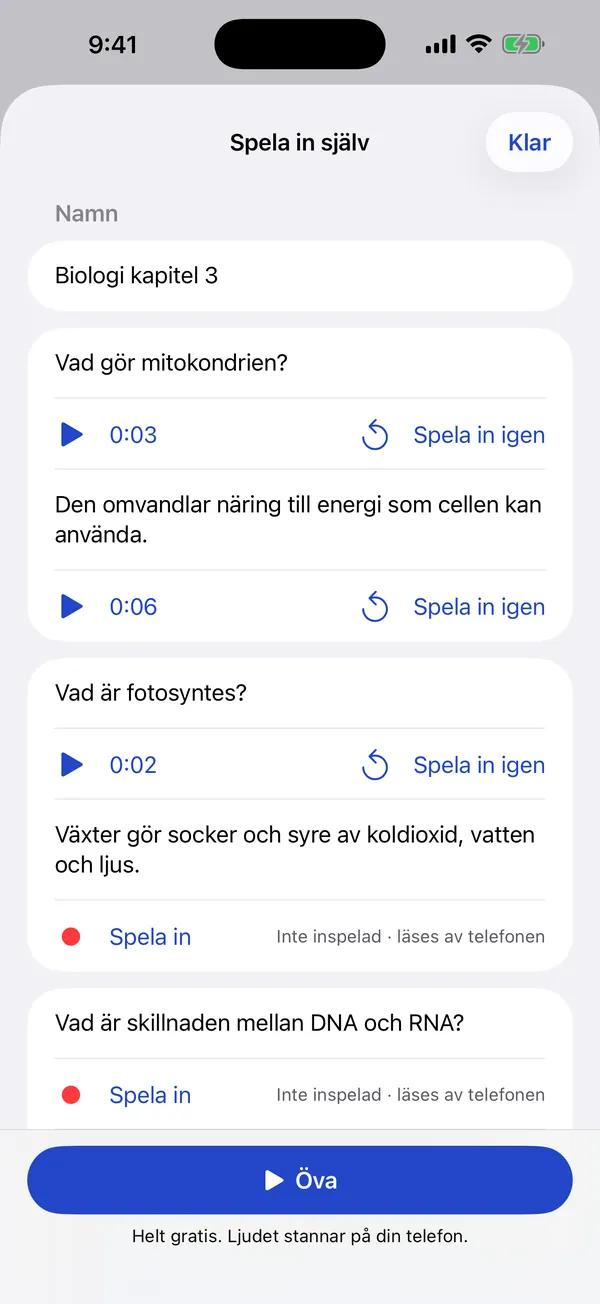 9:41
Spela in själv
Klar
Namn
Biologi kapitel 3
Vad gör mitokondrien?
0:03
Spela in igen
Den omvandlar näring till energi som cellen kan
använda.
0:06
Spela in igen
Vad är fotosyntes?
0:02
Spela in igen
Växter gör socker och syre av koldioxid, vatten
och ljus.
Spela in
Inte inspelad · läses av telefonen
Vad är skillnaden mellan DNA och RNA?
Spela in
Inte inspelad · läses av telefonen
Öva
Helt gratis. Ljudet stannar på din telefon.